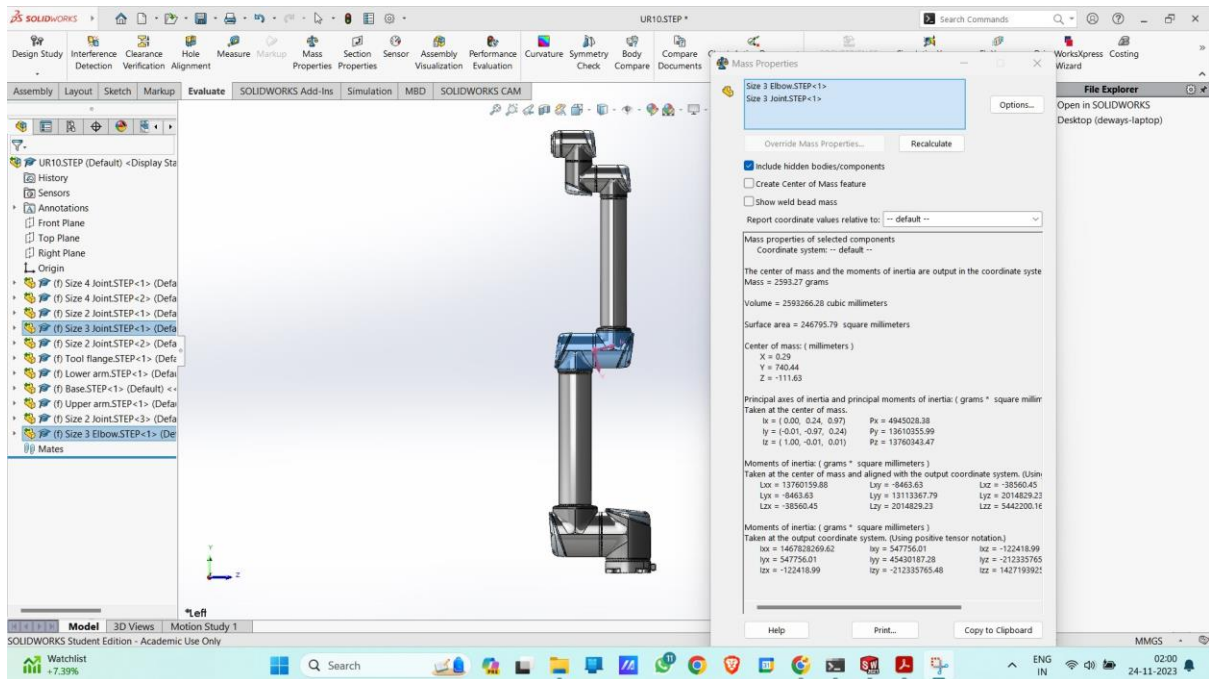 SOLIDWORKS
UR10.STEP *
Search Commands
Design Study
Interference Detection
Clearance Verification
Hole Alignment
Measure
Markup
Mass Properties
Section Properties
Sensor
Assembly Visualization
Performance Evaluation
Curvature
Symmetry Check
Body Compare
Compare Documents
WorksXpress Wizard
Costing
Assembly
Layout
Sketch
Markup
Evaluate
SOLIDWORKS Add-Ins
Simulation
MBD
SOLIDWORKS CAM
UR10.STEP (Default) <Display Sta
History
Sensors
Annotations
Front Plane
Top Plane
Right Plane
Origin
(f) Size 4 Joint.STEP<1> (Defa
(f) Size 4 Joint.STEP<2> (Defa
(f) Size 2 Joint.STEP<1> (Defa
(f) Size 3 Joint.STEP<1> (Defa
(f) Size 2 Joint.STEP<2> (Defa
(f) Tool flange.STEP<1> (Defa
(f) Lower arm.STEP<1> (Defau
(f) Base.STEP<1> (Default) <<
(f) Upper arm.STEP<1> (Defau
(f) Size 2 Joint.STEP<3> (Defa
(f) Size 3 Elbow.STEP<1> (De
Mates
Y
Z
*Left
Mass Properties
Size 3 Elbow.STEP<1>
Size 3 Joint.STEP<1>
Options...
Override Mass Properties...
Recalculate
Include hidden bodies/components
Create Center of Mass feature
Show weld bead mass
Report coordinate values relative to: -- default --
Mass properties of selected components
Coordinate system: -- default --
The center of mass and the moments of inertia are output in the coordinate syste
Mass = 2593.27 grams
Volume = 2593266.28 cubic millimeters
Surface area = 246795.79 square millimeters
Center of mass: ( millimeters )
X = 0.29
Y = 740.44
Z = -111.63
Principal axes of inertia and principal moments of inertia: ( grams * square millim
Taken at the center of mass.
Ix = ( 0.00, 0.24, 0.97) Px = 4945028.38
Iy = (-0.01, -0.97, 0.24) Py = 13610355.99
Iz = ( 1.00, -0.01, 0.01) Pz = 13760343.47
Moments of inertia: ( grams * square millimeters )
Taken at the center of mass and aligned with the output coordinate system. (Usin
Lxx = 13760159.88 Lxy = -8463.63 Lxz = -38560.45
Lyx = -8463.63 Lyy = 13113367.79 Lyz = 2014829.23
Lzx = -38560.45 Lzy = 2014829.23 Lzz = 5442200.16
Moments of inertia: ( grams * square millimeters )
Taken at the output coordinate system. (Using positive tensor notation.)
Ixx = 1467828269.62 Ixy = 547756.01 Ixz = -122418.99
Iyx = 547756.01 Iyy = 45430187.28 Iyz = -212335765
Izx = -122418.99 Izy = -212335765.48 Izz = 1427193925
Help
Print...
Copy to Clipboard
File Explorer
Open in SOLIDWORKS
Desktop (deways-laptop)
Model
3D Views
Motion Study 1
SOLIDWORKS Student Edition - Academic Use Only
MMGS
Watchlist
+7.39%
Search
11
ENG
IN
02:00
24-11-2023